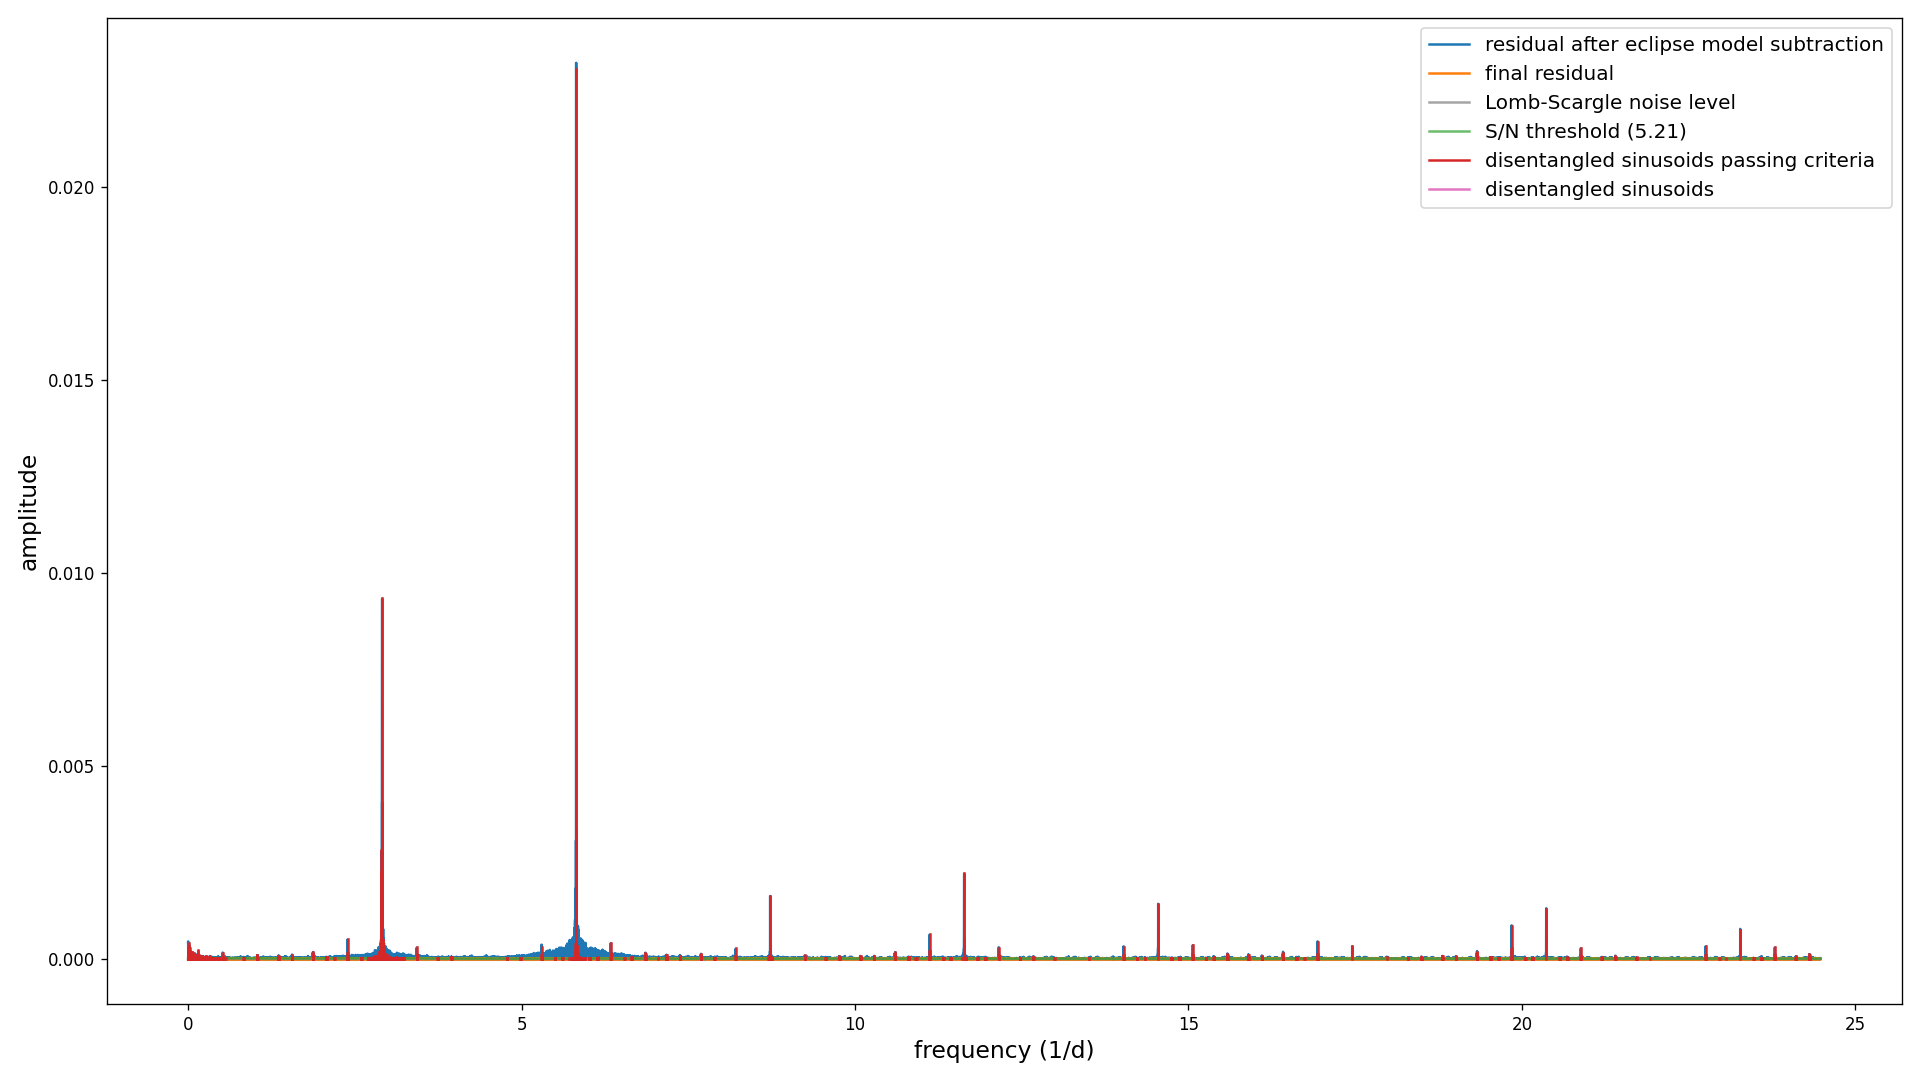 residual after eclipse model subtraction
final residual
Lomb-Scargle noise level
S/N threshold (5.21)
disentangled sinusoids passing criteria
disentangled sinusoids
0.020
0.015
0.010
0.005
0.000
amplitude
0 5 10 15 20 25
frequency (1/d)